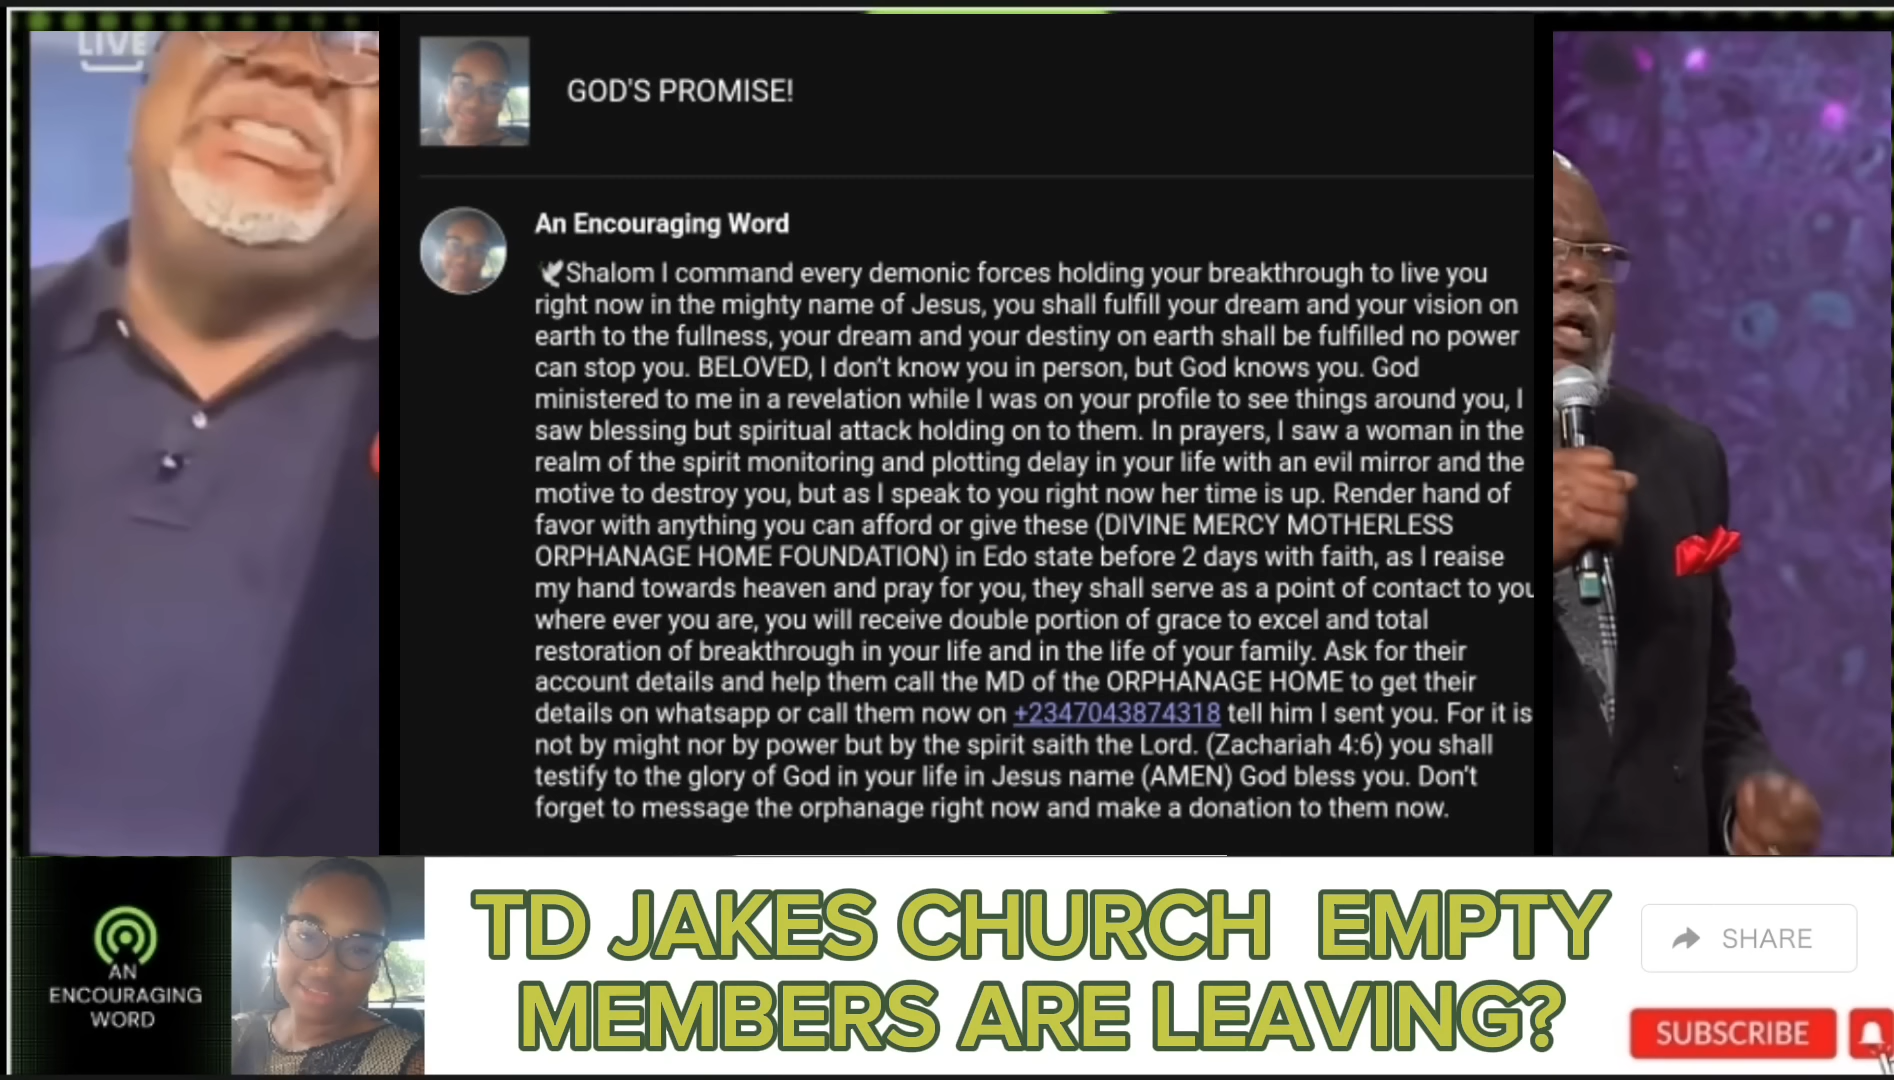 LIVE
GOD'S PROMISE!
An Encouraging Word
🕊Shalom I command every demonic forces holding your breakthrough to live you
right now in the mighty name of Jesus, you shall fulfill your dream and your vision on
earth to the fullness, your dream and your destiny on earth shall be fulfilled no power
can stop you. BELOVED, I don't know you in person, but God knows you. God
ministered to me in a revelation while I was on your profile to see things around you, I
saw blessing but spiritual attack holding on to them. In prayers, I saw a woman in the
realm of the spirit monitoring and plotting delay in your life with an evil mirror and the
motive to destroy you, but as I speak to you right now her time is up. Render hand of
favor with anything you can afford or give these (DIVINE MERCY MOTHERLESS
ORPHANAGE HOME FOUNDATION) in Edo state before 2 days with faith, as I reaise
my hand towards heaven and pray for you, they shall serve as a point of contact to you
where ever you are, you will receive double portion of grace to excel and total
restoration of breakthrough in your life and in the life of your family. Ask for their
account details and help them call the MD of the ORPHANAGE HOME to get their
details on whatsapp or call them now on +2347043874318 tell him I sent you. For it is
not by might nor by power but by the spirit saith the Lord. (Zachariah 4:6) you shall
testify to the glory of God in your life in Jesus name (AMEN) God bless you. Don't
forget to message the orphanage right now and make a donation to them now.
AN
ENCOURAGING
WORD
TD JAKES CHURCH EMPTY
MEMBERS ARE LEAVING?
SHARE
SUBSCRIBE